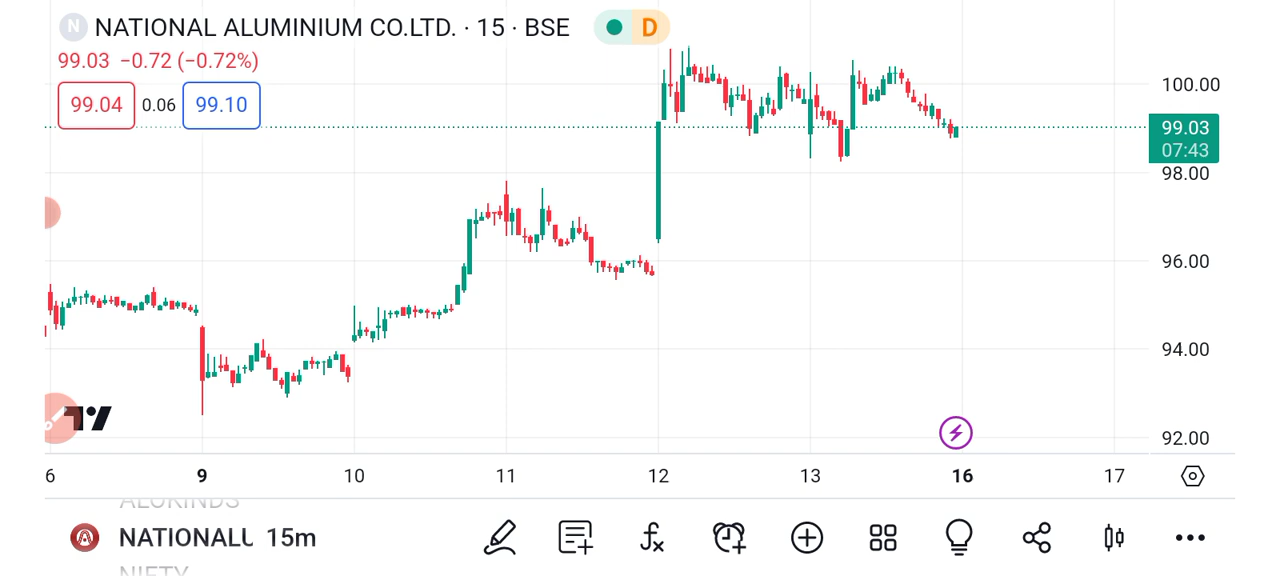 N NATIONAL ALUMINIUM CO.LTD. · 15 · BSE D
99.03 −0.72 (−0.72%)
99.04 0.06 99.10
100.00
99.03
07:43
98.00
96.00
94.00
92.00
6 9 10 11 12 13 16 17
NATIONALL 15m
NIFTY